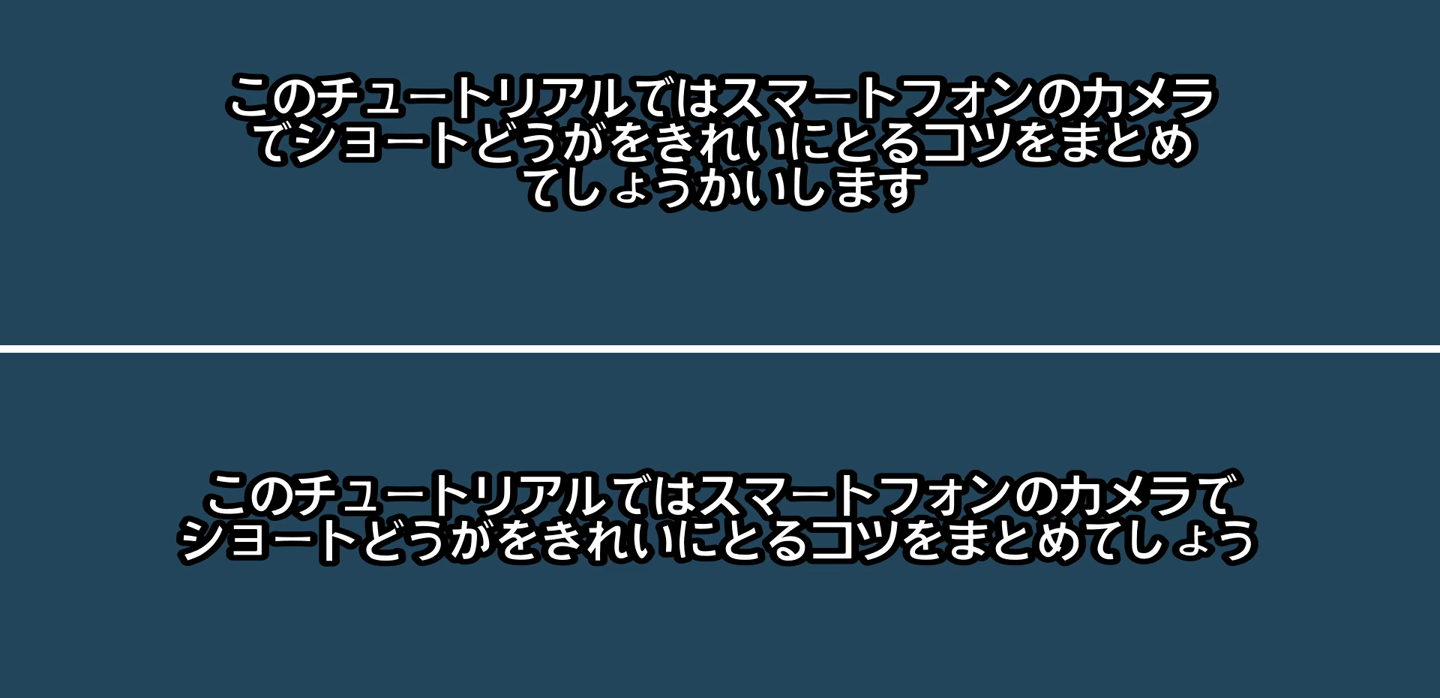 このチュートリアルではスマートフォンのカメラ
でショートどうがをきれいにとるコツをまとめ
てしょうかいします
このチュートリアルではスマートフォンのカメラで
ショートどうがをきれいにとるコツをまとめてしょう